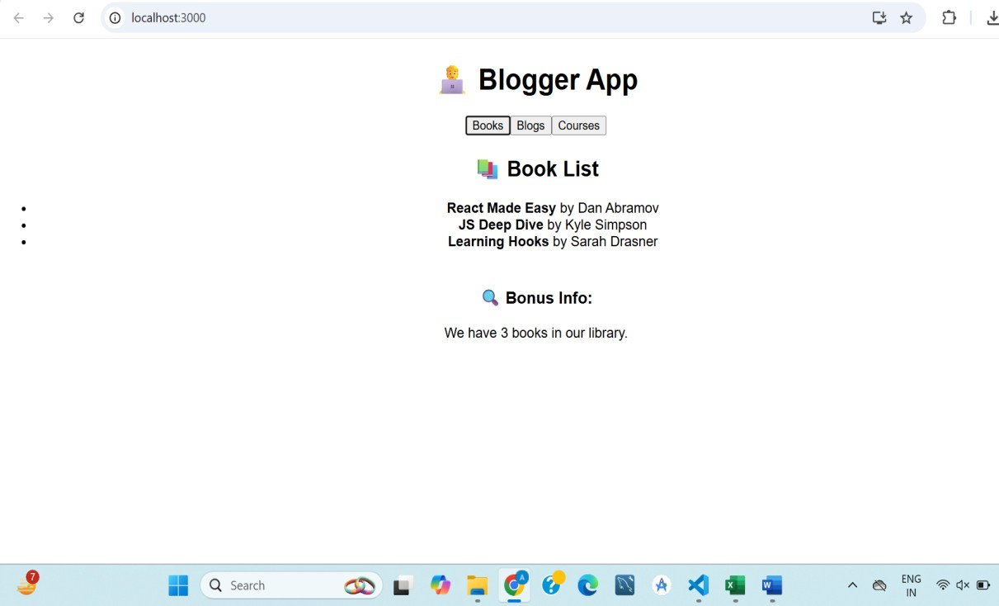 localhost:3000
Blogger App
Books Blogs Courses
Book List
React Made Easy by Dan Abramov
JS Deep Dive by Kyle Simpson
Learning Hooks by Sarah Drasner
Bonus Info:
We have 3 books in our library.
7
Search
A
?
A
X
W
ENG
IN